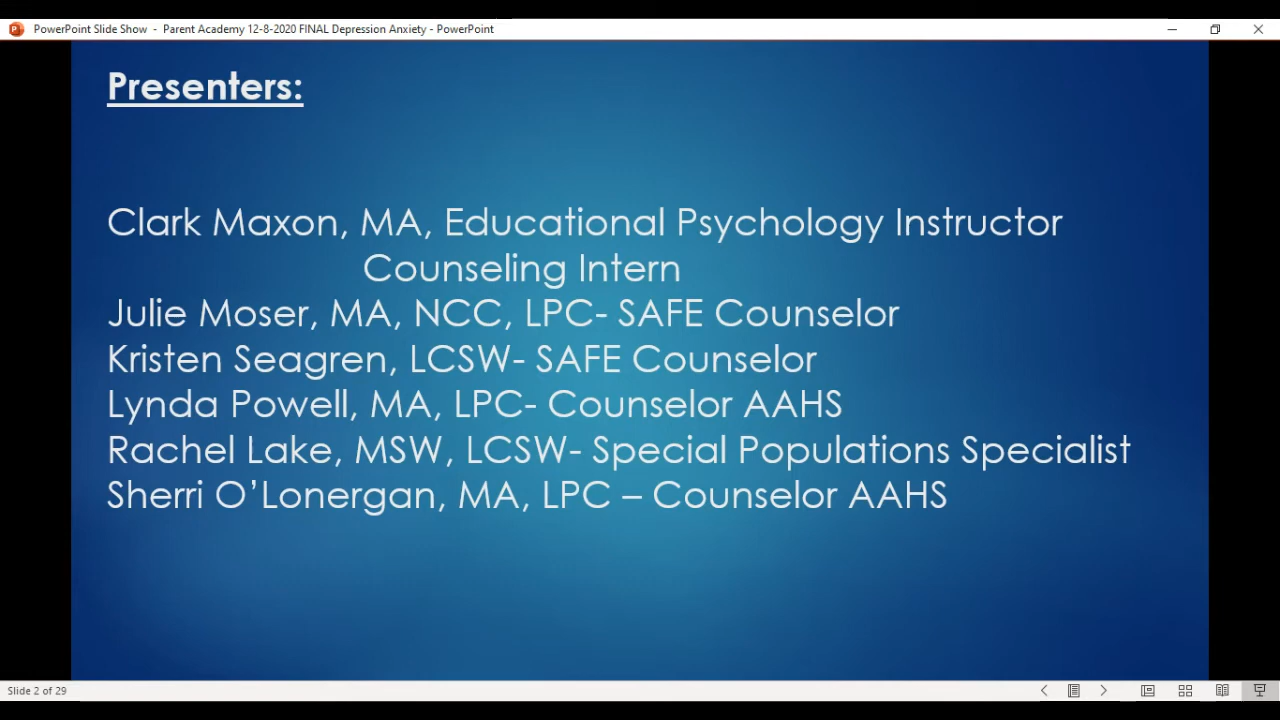 PowerPoint Slide Show - Parent Academy 12-8-2020 FINAL Depression Anxiety - PowerPoint
Presenters:
Clark Maxon, MA, Educational Psychology Instructor
Counseling Intern
Julie Moser, MA, NCC, LPC- SAFE Counselor
Kristen Seagren, LCSW- SAFE Counselor
Lynda Powell, MA, LPC- Counselor AAHS
Rachel Lake, MSW, LCSW- Special Populations Specialist
Sherri O’Lonergan, MA, LPC – Counselor AAHS
Slide 2 of 29